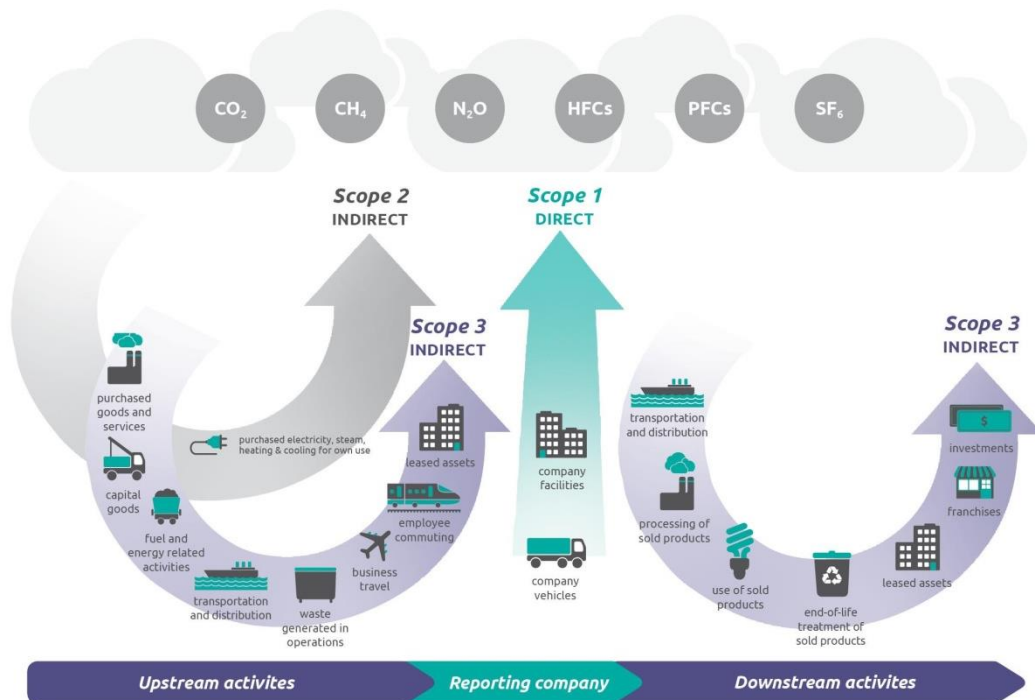 CO₂
CH₄
N₂O
HFCs
PFCs
SF₆
Scope 2
INDIRECT
Scope 1
DIRECT
Scope 3
INDIRECT
Scope 3
INDIRECT
purchased
goods and
services
capital
goods
fuel and
energy related
activities
transportation
and distribution
waste
generated in
operations
business
travel
employee
commuting
leased assets
purchased electricity, steam,
heating & cooling for own use
company
facilities
company
vehicles
transportation
and distribution
processing of
sold products
use of sold
products
end-of-life
treatment of
sold products
leased assets
franchises
$
investments
Upstream activites
Reporting company
Downstream activites